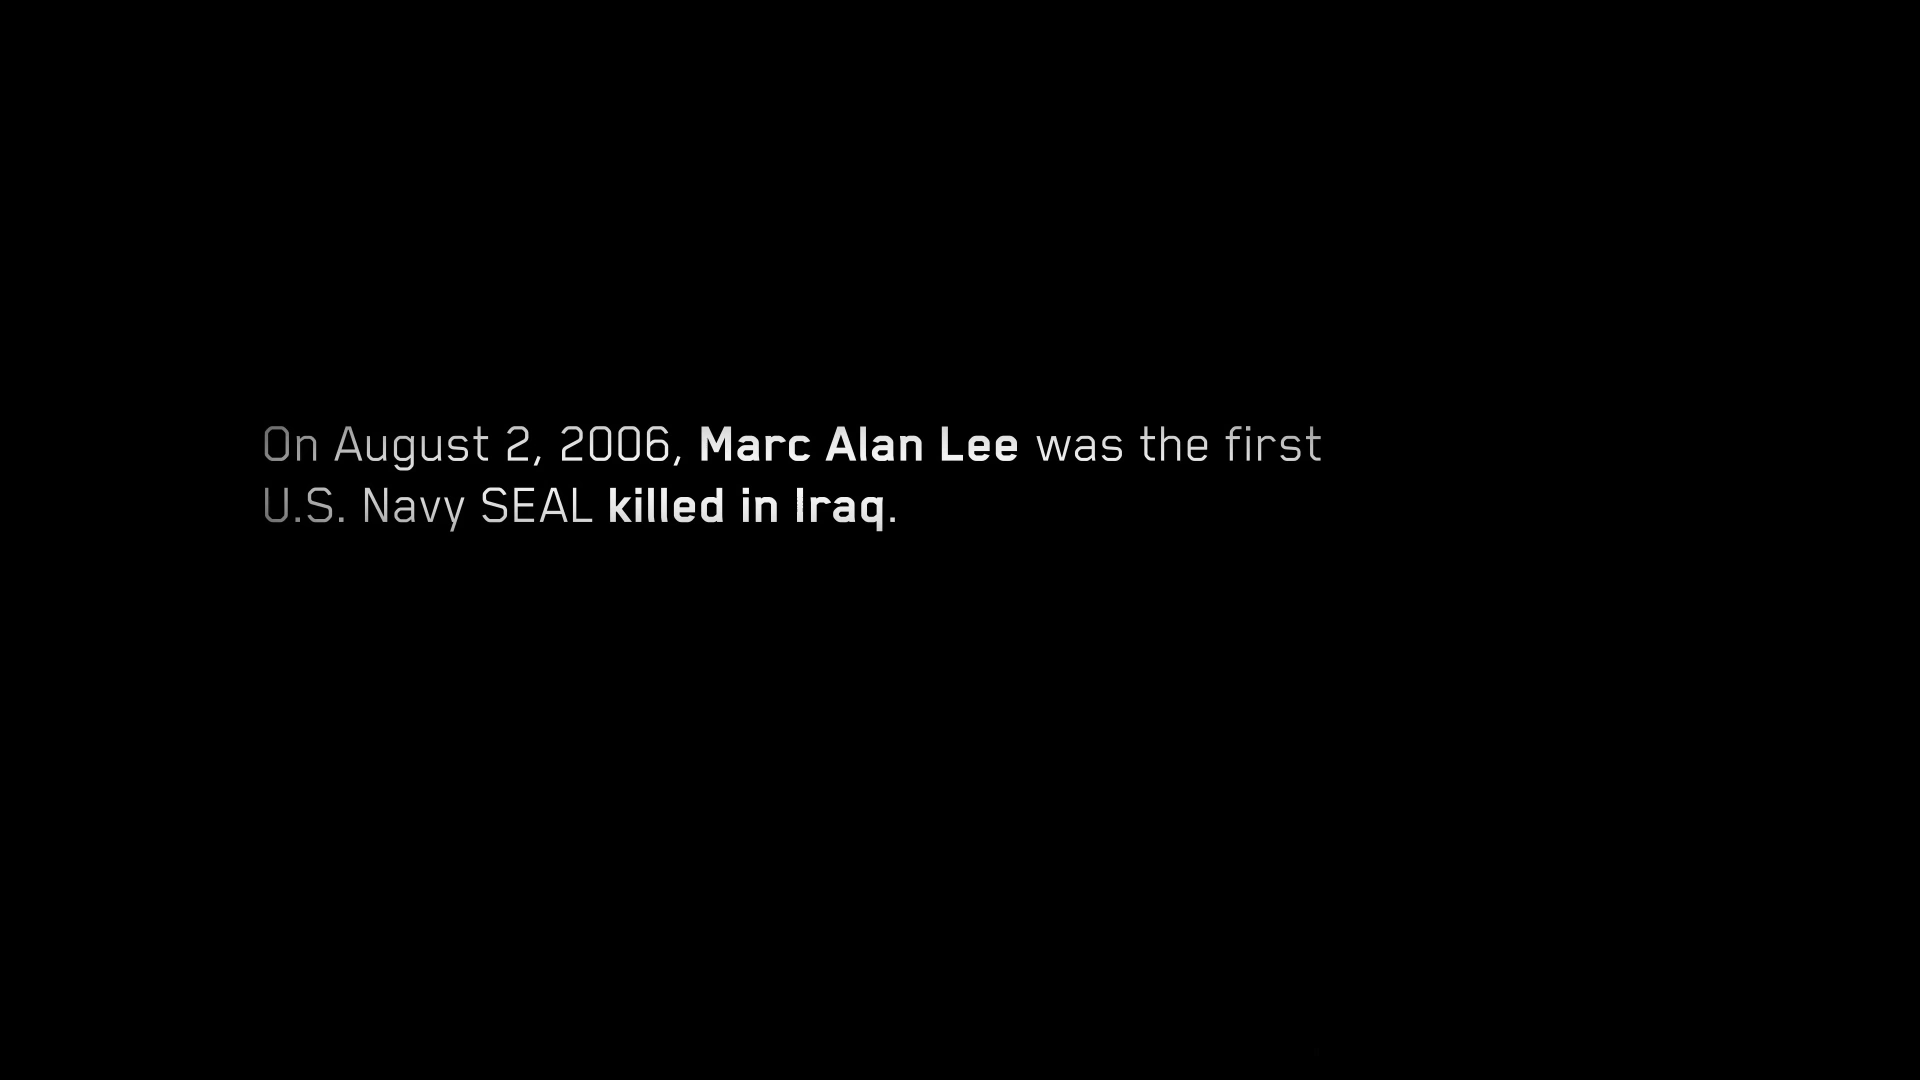 On August 2, 2006, Marc Alan Lee was the first
U.S. Navy SEAL killed in Iraq.